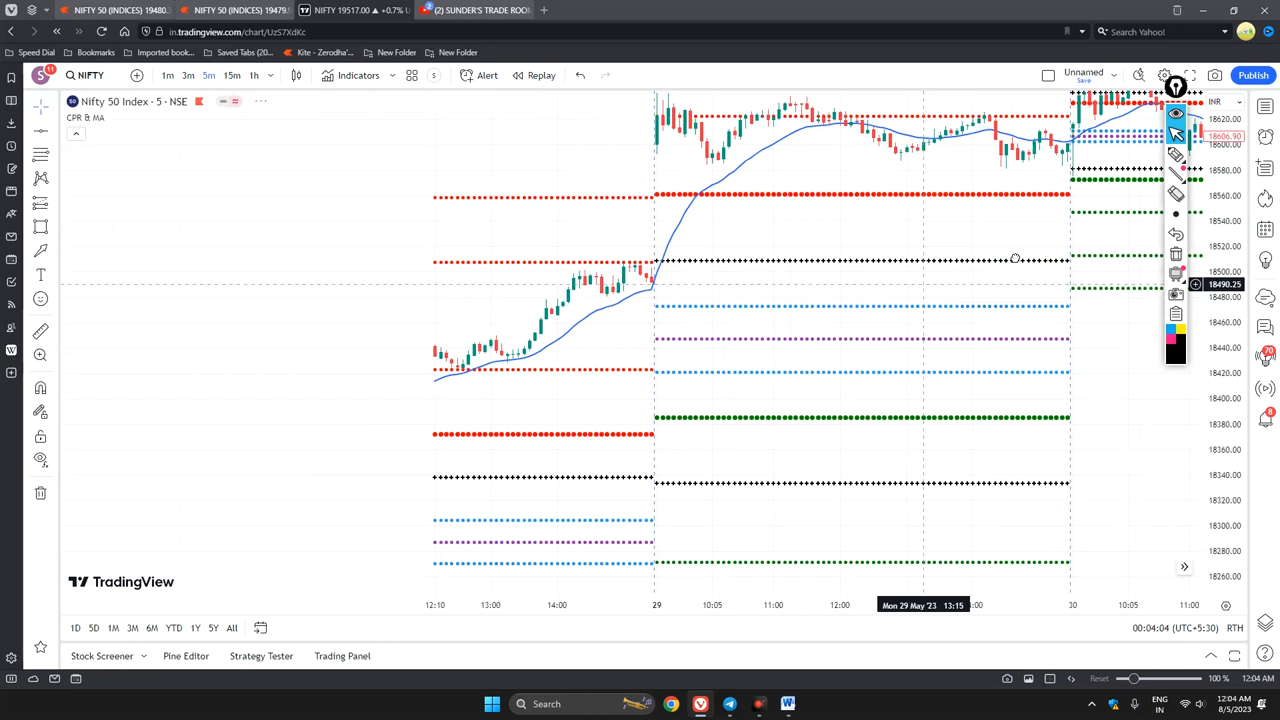 NIFTY 50 (INDICES) 19480.
NIFTY 50 (INDICES) 19479.
NIFTY 19517.00 ▲ +0.7% U
(2) SUNDER'S TRADE ROOM
in.tradingview.com/chart/UzS7XdKc
Search Yahoo!
Speed Dial
Bookmarks
Imported book...
Saved Tabs (20...
Kite - Zerodha'...
New Folder
New Folder
S
11
NIFTY
1m 3m 5m 15m 1h
Indicators
Alert
Replay
Unnamed
Save
Publish
Nifty 50 Index · 5 · NSE
CPR & MA
INR
18620.00
18606.90
18600.00
18580.00
18560.00
18540.00
18520.00
18500.00
18490.25
18480.00
18460.00
18440.00
18420.00
18400.00
18380.00
18360.00
18340.00
18320.00
18300.00
18280.00
18260.00
70
8
TradingView
12:10 13:00 14:00 29 10:05 11:00 12:00 Mon 29 May '23 13:15 :00 30 10:05 11:00
1D 5D 1M 3M 6M YTD 1Y 5Y All
00:04:04 (UTC+5:30) RTH
Stock Screener
Pine Editor
Strategy Tester
Trading Panel
Reset
100 %
12:04 AM
Search
ENG
IN
12:04 AM
8/5/2023